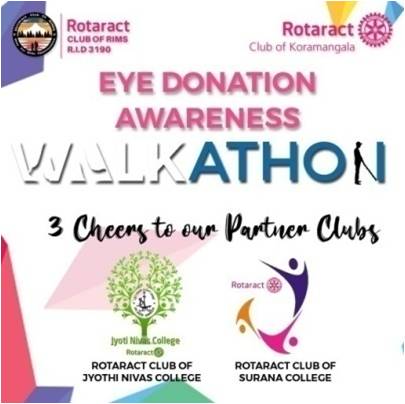 Rotaract
CLUB OF RIMS
R.I.D 3190
Rotaract
Club of Koramangala
EYE DONATION
AWARENESS
WALKATHON
3 Cheers to our Partner Clubs
Jyoti Nivas College
Rotaract
ROTARACT CLUB OF
JYOTHI NIVAS COLLEGE
Rotaract
ROTARACT CLUB OF
SURANA COLLEGE